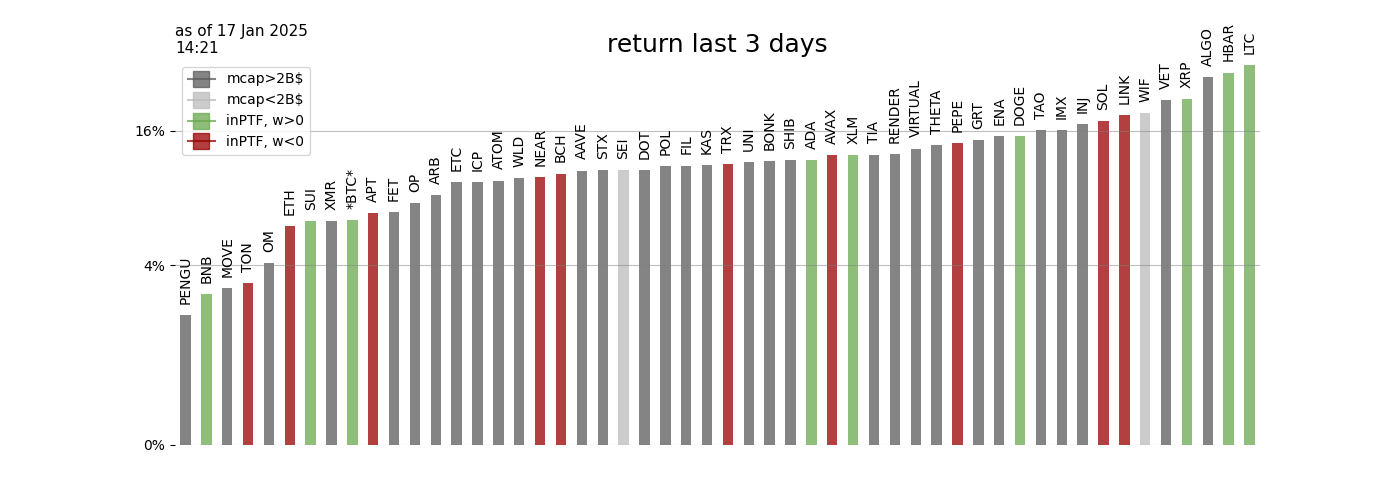 as of 17 Jan 2025
14:21
return last 3 days
mcap>2B$
mcap<2B$
inPTF, w>0
inPTF, w<0
16%
4%
0%
PENGU
BNB
MOVE
TON
OM
ETH
SUI
XMR
*BTC*
APT
FET
OP
ARB
ETC
ICP
ATOM
WLD
NEAR
BCH
AAVE
STX
SEI
DOT
POL
FIL
KAS
TRX
UNI
BONK
SHIB
ADA
AVAX
XLM
TIA
RENDER
VIRTUAL
THETA
PEPE
GRT
ENA
DOGE
TAO
IMX
INJ
SOL
LINK
WIF
VET
XRP
ALGO
HBAR
LTC